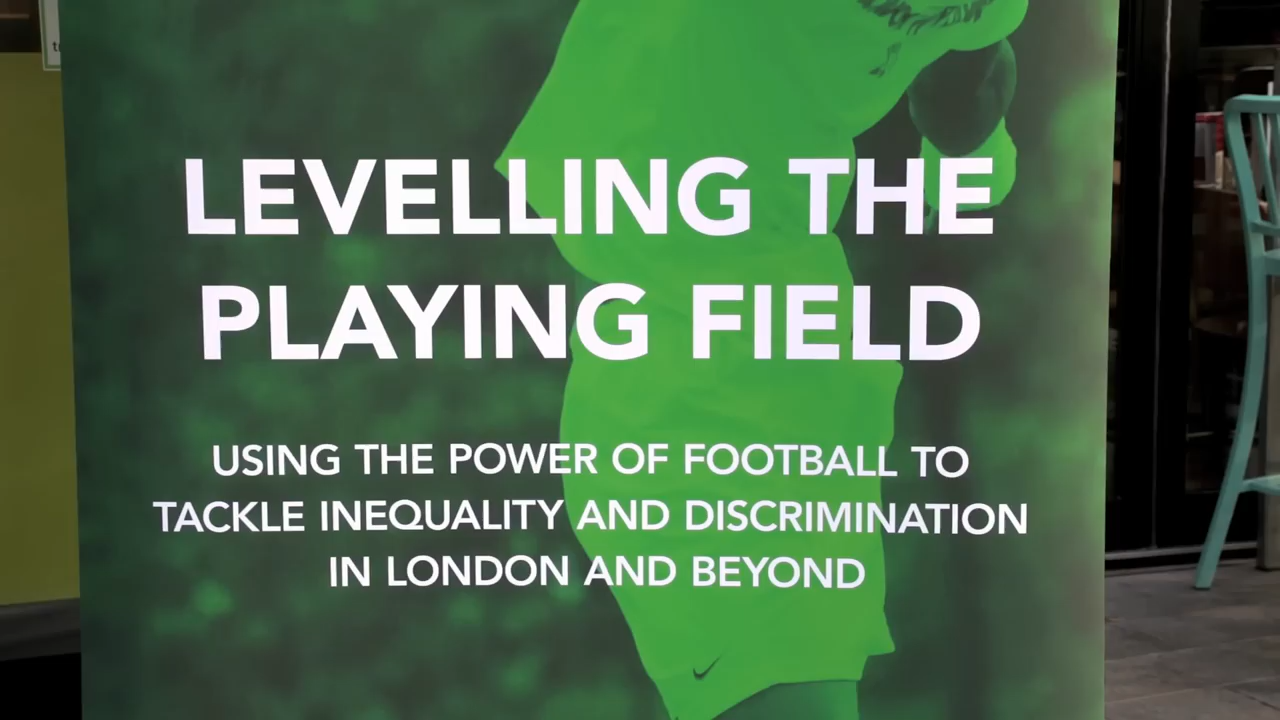 LEVELLING THE
PLAYING FIELD
USING THE POWER OF FOOTBALL TO
TACKLE INEQUALITY AND DISCRIMINATION
IN LONDON AND BEYOND